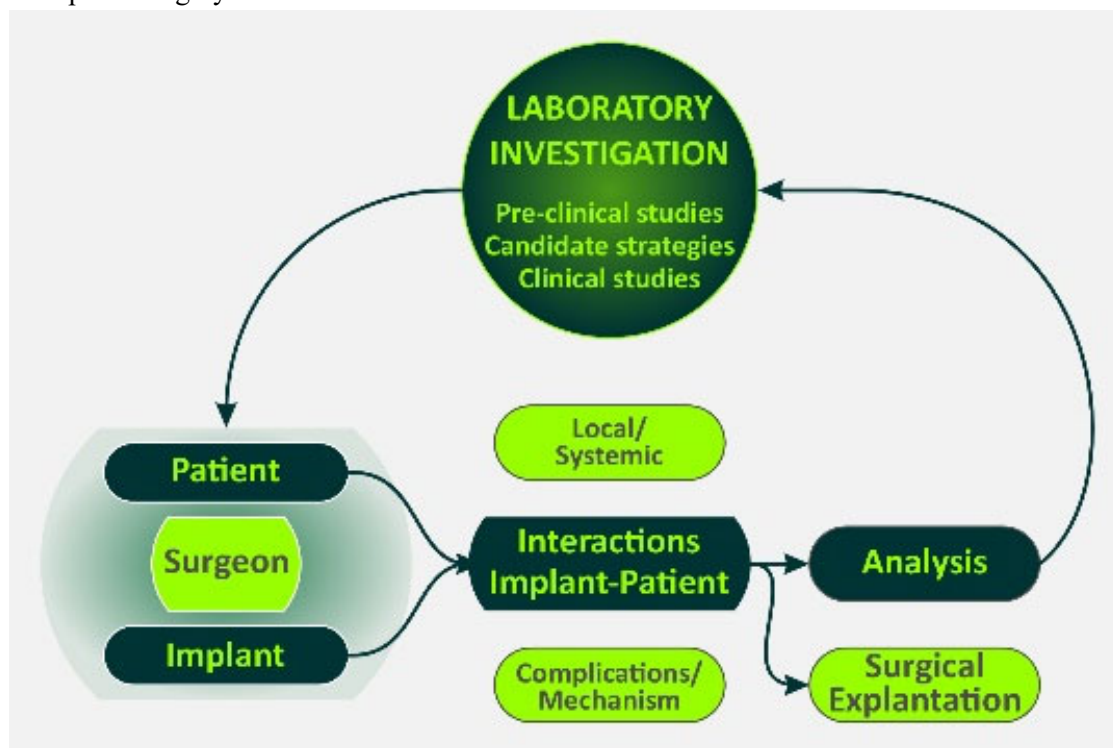 LABORATORY
INVESTIGATION
Pre-clinical studies
Candidate strategies
Clinical studies
Local/
Systemic
Patient
Surgeon
Implant
Interactions
Implant-Patient
Analysis
Complications/
Mechanism
Surgical
Explantation